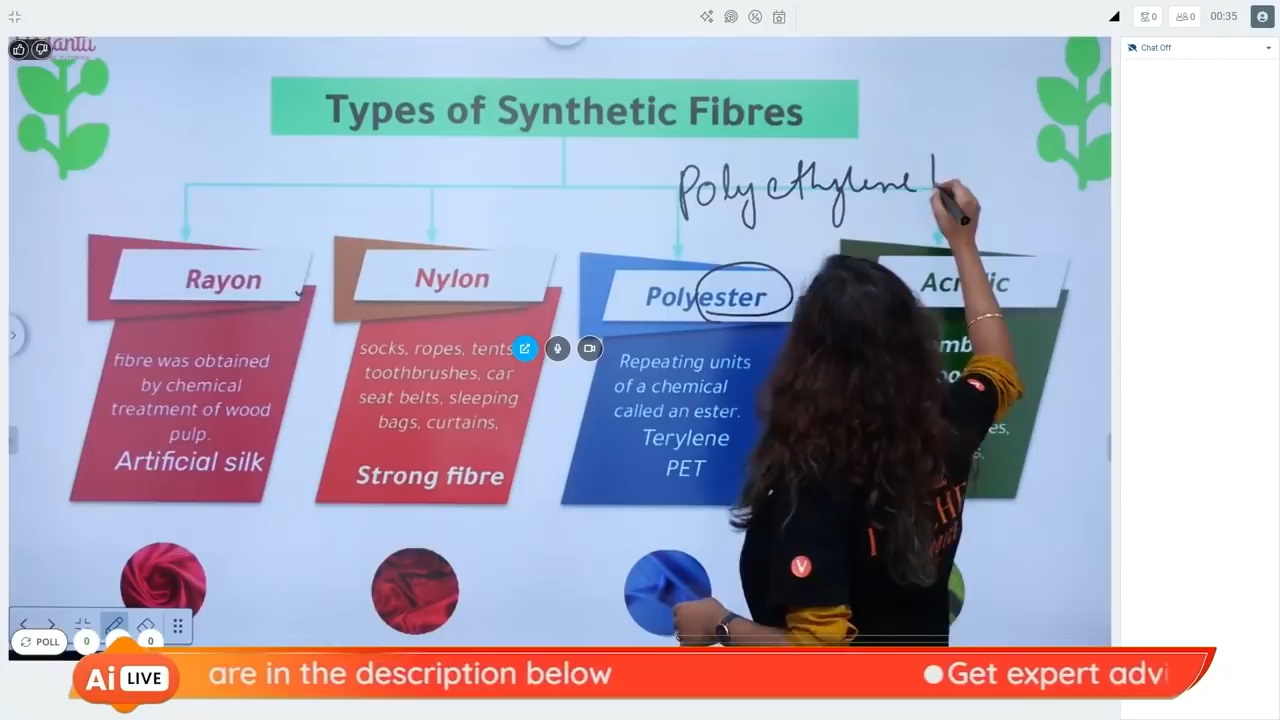 00:35
0
0
Chat Off
Types of Synthetic Fibres
Polyethylene
Rayon
fibre was obtained
by chemical
treatment of wood
pulp.
Artificial silk
Nylon
socks, ropes, tents,
toothbrushes, car
seat belts, sleeping
bags, curtains,
Strong fibre
Polyester
Repeating units
of a chemical
called an ester.
Terylene
PET
V
POLL
0
0
Ai LIVE
are in the description below
Get expert advi